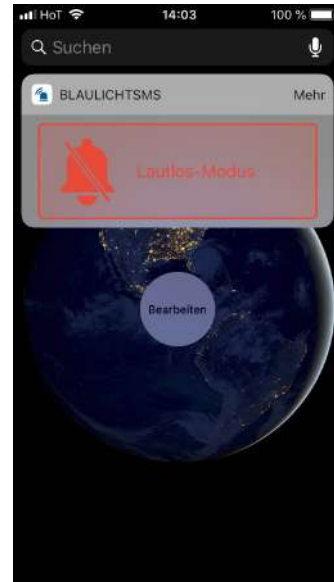 HoT 14:03 100 %
Suchen
BLAULICHTSMS Mehr
Lautlos-Modus
Bearbeiten